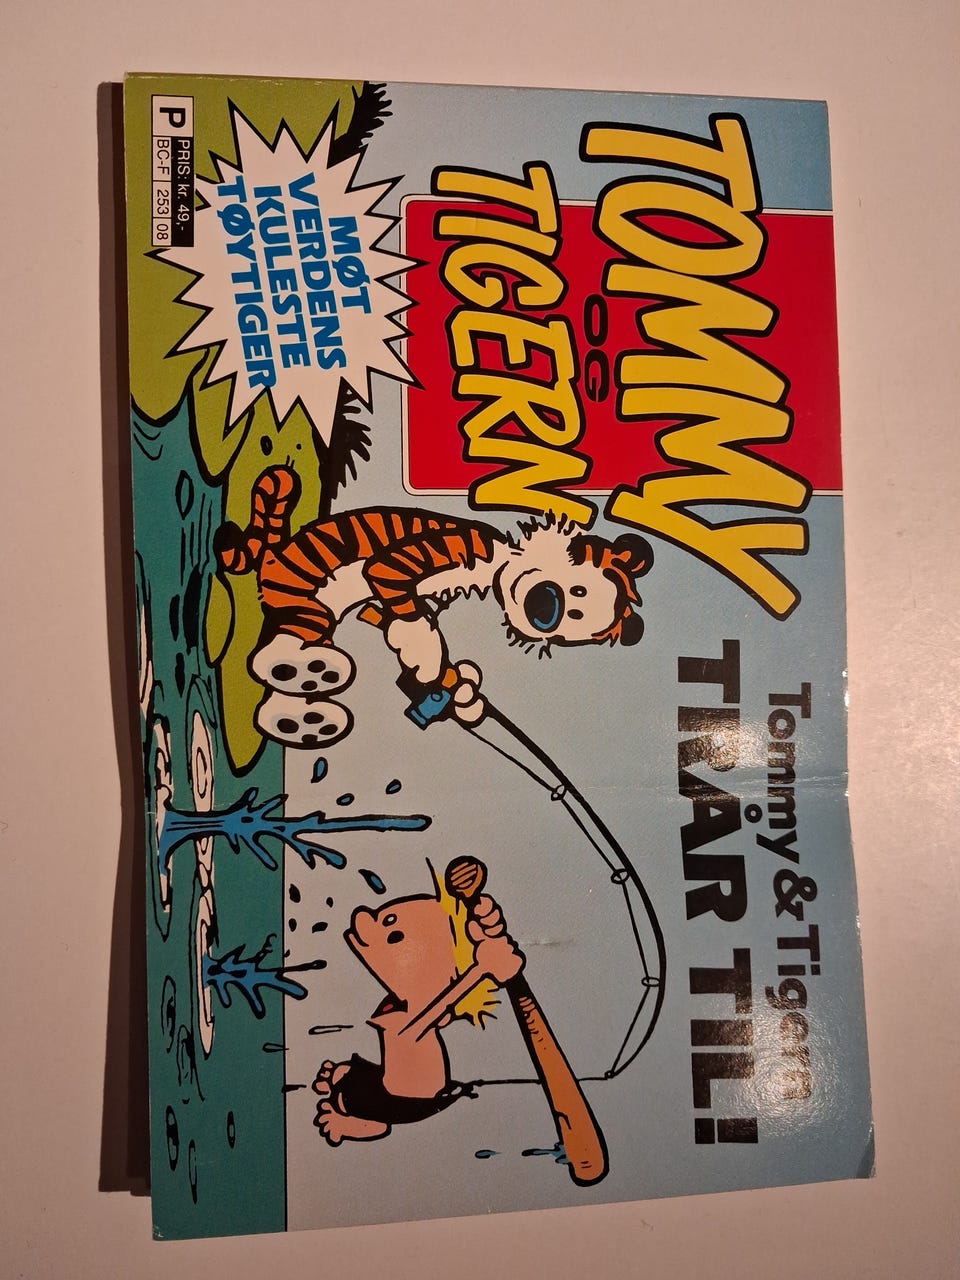 TOMMY
OG
TIGERN
Tommy & Tigern
TRÅR TIL!
MØT
VERDENS
KULESTE
TØYTIGER
P
PRIS: kr. 49,-
BC-F 253 08